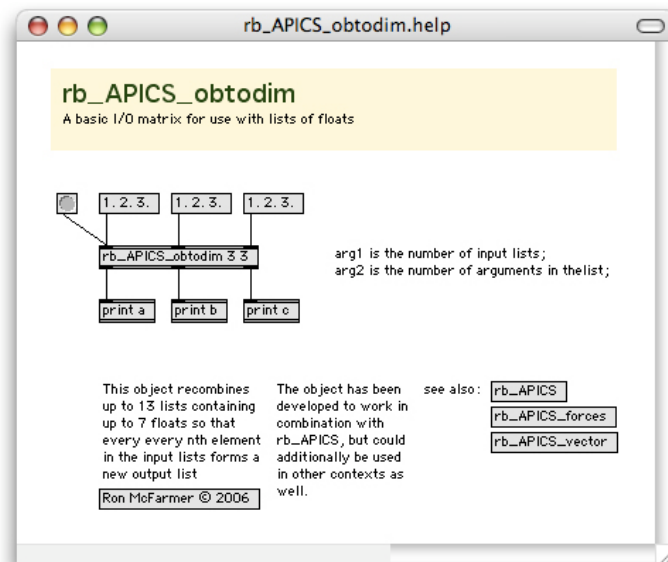 rb_APICS_obtodim.help
rb_APICS_obtodim
A basic I/O matrix for use with lists of floats
1. 2. 3. 1. 2. 3. 1. 2. 3.
rb_APICS_obtodim 3 3
arg1 is the number of input lists;
arg2 is the number of arguments in thelist;
print a print b print c
This object recombines
up to 13 lists containing
up to 7 floats so that
every every nth element
in the input lists forms a
new output list
Ron McFarmer © 2006
The object has been
developed to work in
combination with
rb_APICS, but could
additionally be used
in other contexts as
well.
see also:
rb_APICS
rb_APICS_forces
rb_APICS_vector